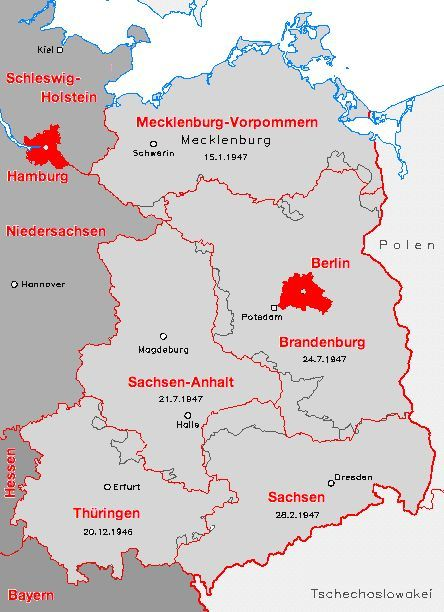 Kiel
Schleswig-
Holstein
Mecklenburg-Vorpommern
Mecklenburg
Schwerin
15.1.1947
Hamburg
Niedersachsen
Polen
Berlin
Hannover
Potsdam
Brandenburg
24.7.1947
Magdeburg
Sachsen-Anhalt
21.7.1947
Halle
Hessen
Erfurt
Dresden
Sachsen
28.2.1947
Thüringen
20.12.1946
Bayern
Tschechoslowakei